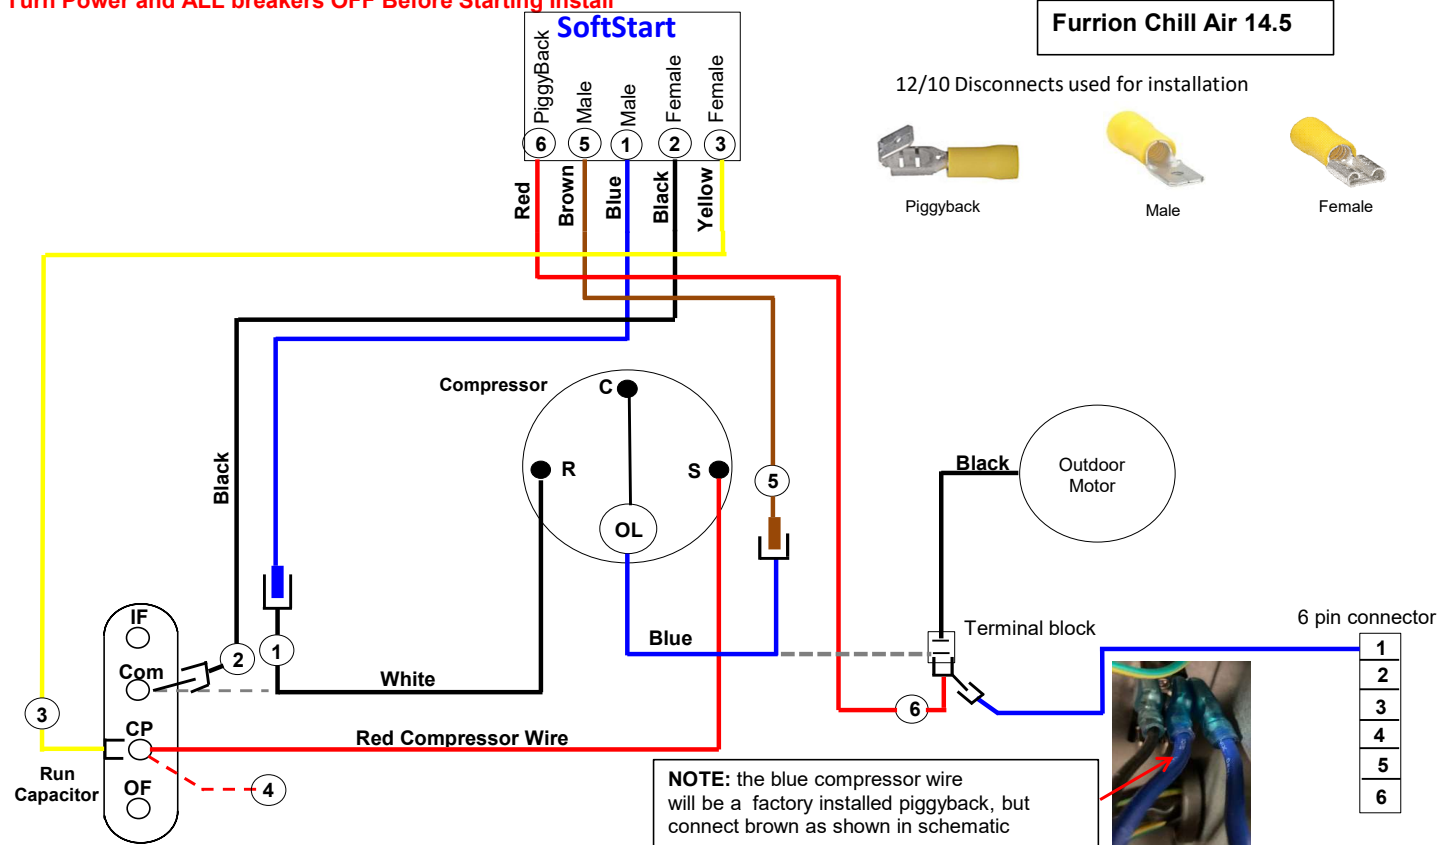 Turn Power and ALL breakers OFF Before Starting Install
SoftStart
Furrion Chill Air 14.5
12/10 Disconnects used for installation
PiggyBack
Male
Male
Female
Female
6
5
1
2
3
Piggyback
Male
Female
Red
Brown
Blue
Black
Yellow
Compressor
C
R
S
OL
5
Black
Black
Outdoor
Motor
IF
Com
2
1
White
Blue
Terminal block
6 pin connector
1
2
3
4
5
6
3
CP
Red Compressor Wire
6
Run
Capacitor
OF
4
NOTE: the blue compressor wire
will be a factory installed piggyback, but
connect brown as shown in schematic